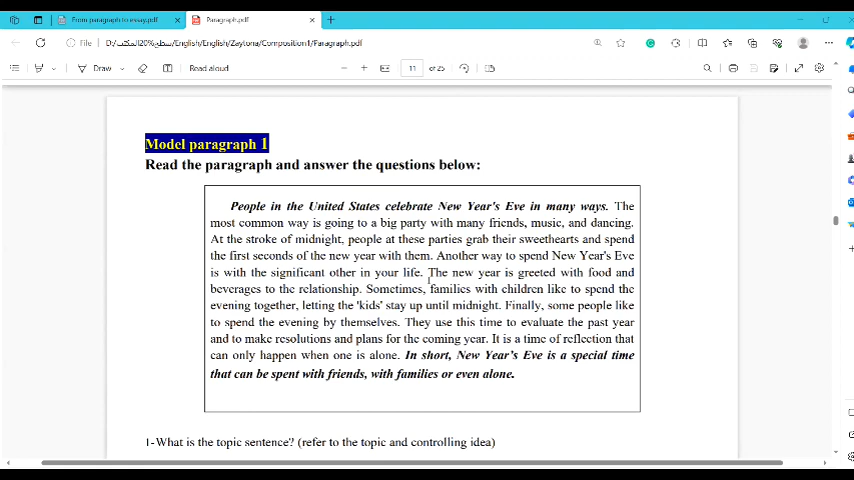 From paragraph to essay.pdf
Paragraph.pdf
File
D:/سطح%20المكتب/English/English/Zaytona/Composition1/Paragraph.pdf
Draw
Read aloud
11 of 25
Model paragraph 1
Read the paragraph and answer the questions below:
People in the United States celebrate New Year's Eve in many ways. The
most common way is going to a big party with many friends, music, and dancing.
At the stroke of midnight, people at these parties grab their sweethearts and spend
the first seconds of the new year with them. Another way to spend New Year's Eve
is with the significant other in your life. The new year is greeted with food and
beverages to the relationship. Sometimes, families with children like to spend the
evening together, letting the 'kids' stay up until midnight. Finally, some people like
to spend the evening by themselves. They use this time to evaluate the past year
and to make resolutions and plans for the coming year. It is a time of reflection that
can only happen when one is alone. In short, New Year's Eve is a special time
that can be spent with friends, with families or even alone.
1-What is the topic sentence? (refer to the topic and controlling idea)